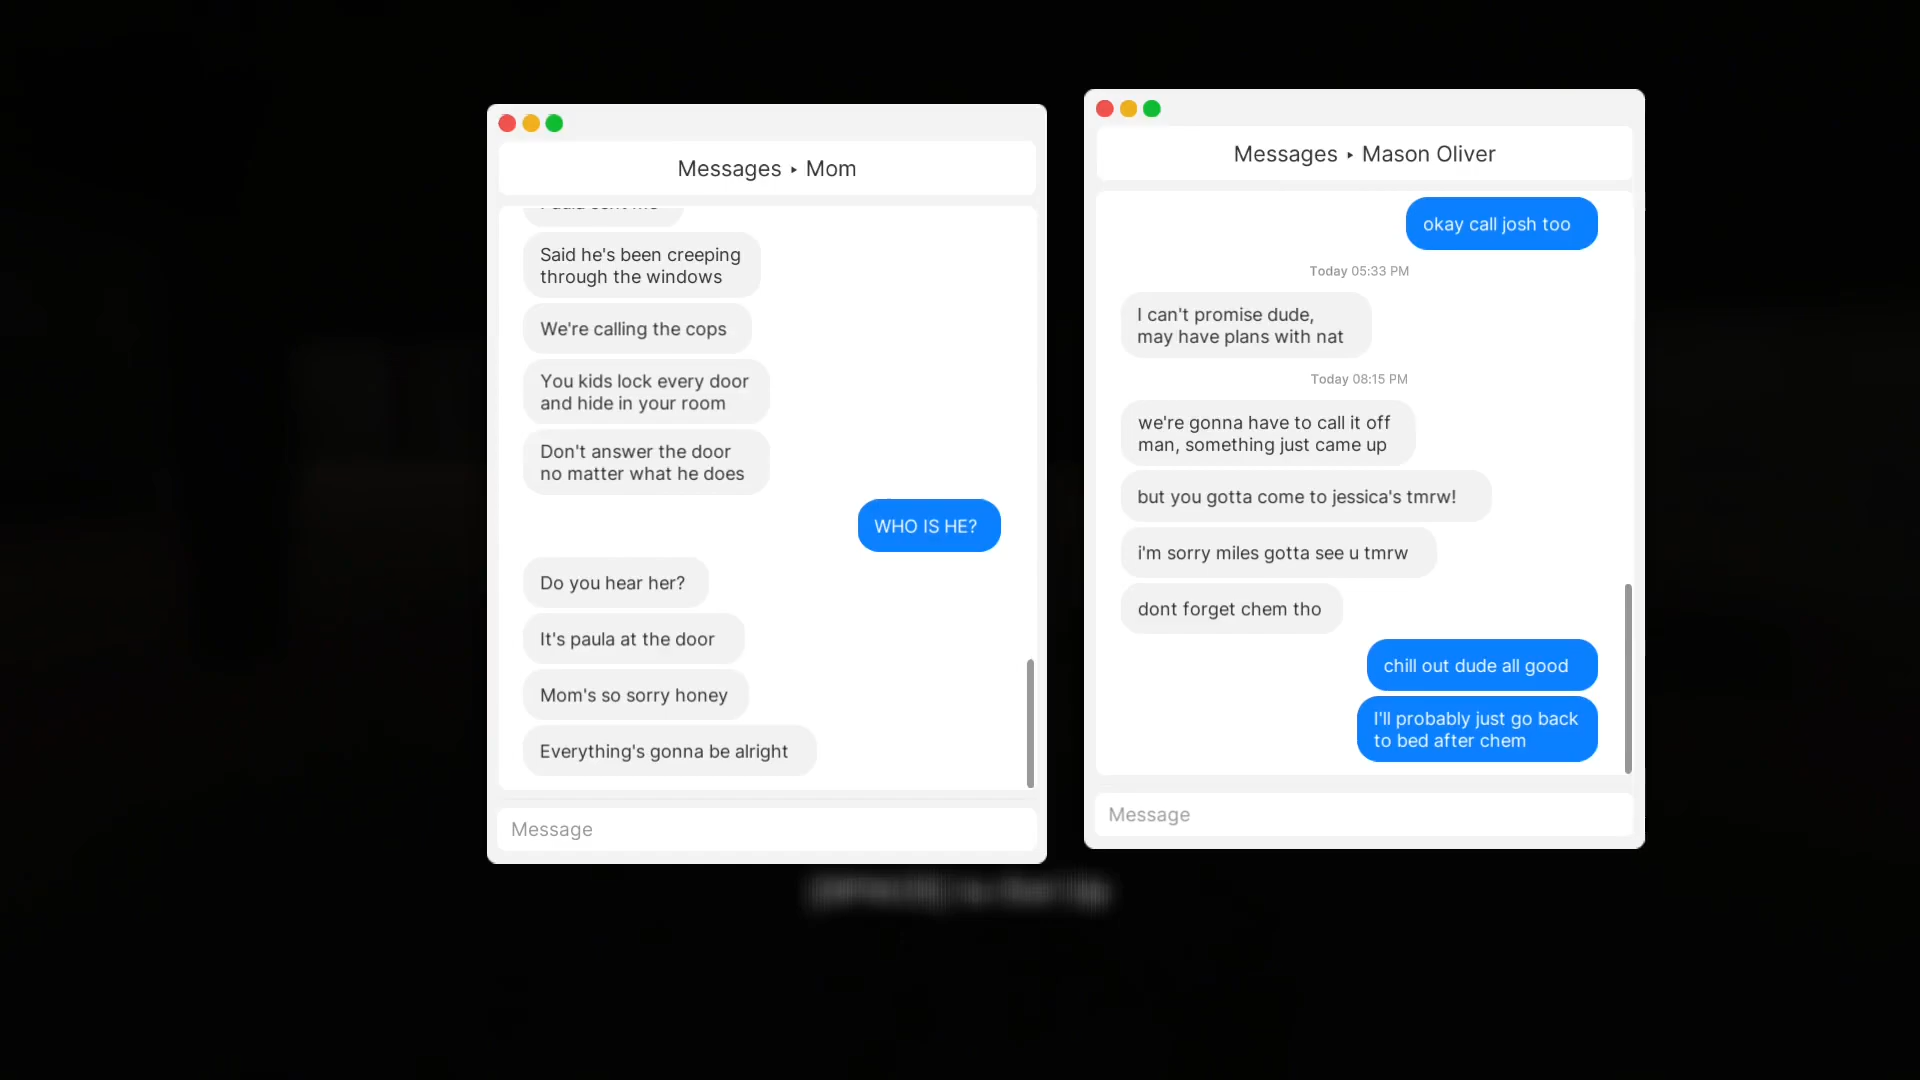 Messages ‣ Mom
Said he's been creeping
through the windows
We're calling the cops
You kids lock every door
and hide in your room
Don't answer the door
no matter what he does
WHO IS HE?
Do you hear her?
It's paula at the door
Mom's so sorry honey
Everything's gonna be alright
Message
Messages ‣ Mason Oliver
okay call josh too
Today 05:33 PM
I can't promise dude,
may have plans with nat
Today 08:15 PM
we're gonna have to call it off
man, something just came up
but you gotta come to jessica's tmrw!
i'm sorry miles gotta see u tmrw
dont forget chem tho
chill out dude all good
I'll probably just go back
to bed after chem
Message